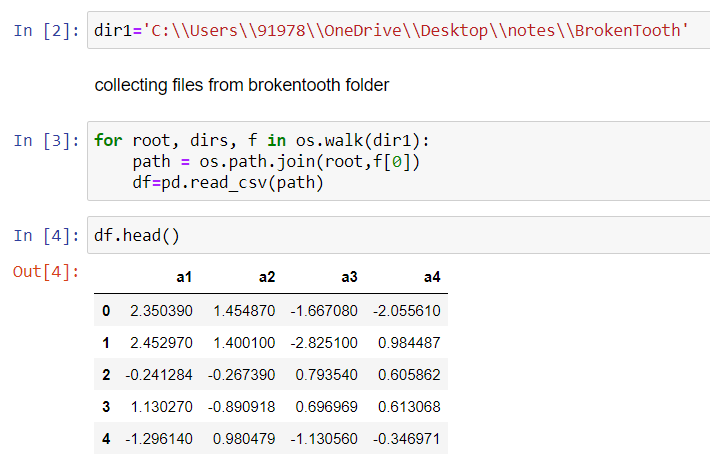 In [2]: dir1='C:\\Users\\91978\\OneDrive\\Desktop\\notes\\BrokenTooth'
collecting files from brokentooth folder
In [3]: for root, dirs, f in os.walk(dir1):
    path = os.path.join(root,f[0])
    df=pd.read_csv(path)
In [4]: df.head()
Out[4]:
a1 a2 a3 a4
0 2.350390 1.454870 -1.667080 -2.055610
1 2.452970 1.400100 -2.825100 0.984487
2 -0.241284 -0.267390 0.793540 0.605862
3 1.130270 -0.890918 0.696969 0.613068
4 -1.296140 0.980479 -1.130560 -0.346971